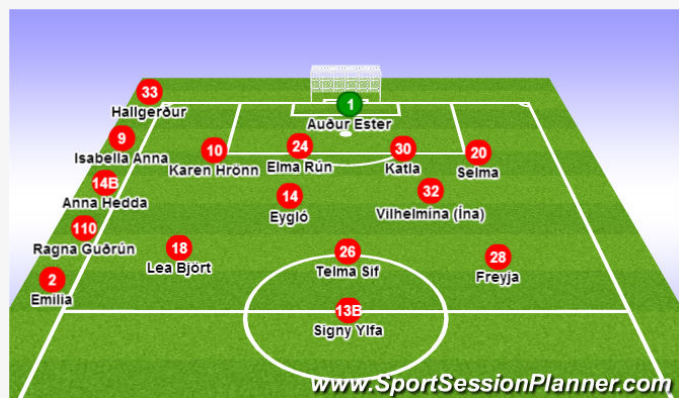 33
Hallgerður
1
Auður Ester
9
Isabella Anna
10
Karen Hrönn
24
Elma Rún
30
Katla
20
Selma
14B
Anna Hedda
14
Eygló
32
Vilhelmína (Ína)
110
Ragna Guðrún
18
Lea Björt
26
Telma Sif
28
Freyja
2
Emilia
13B
Signy Ylfa
www.SportSessionPlanner.com